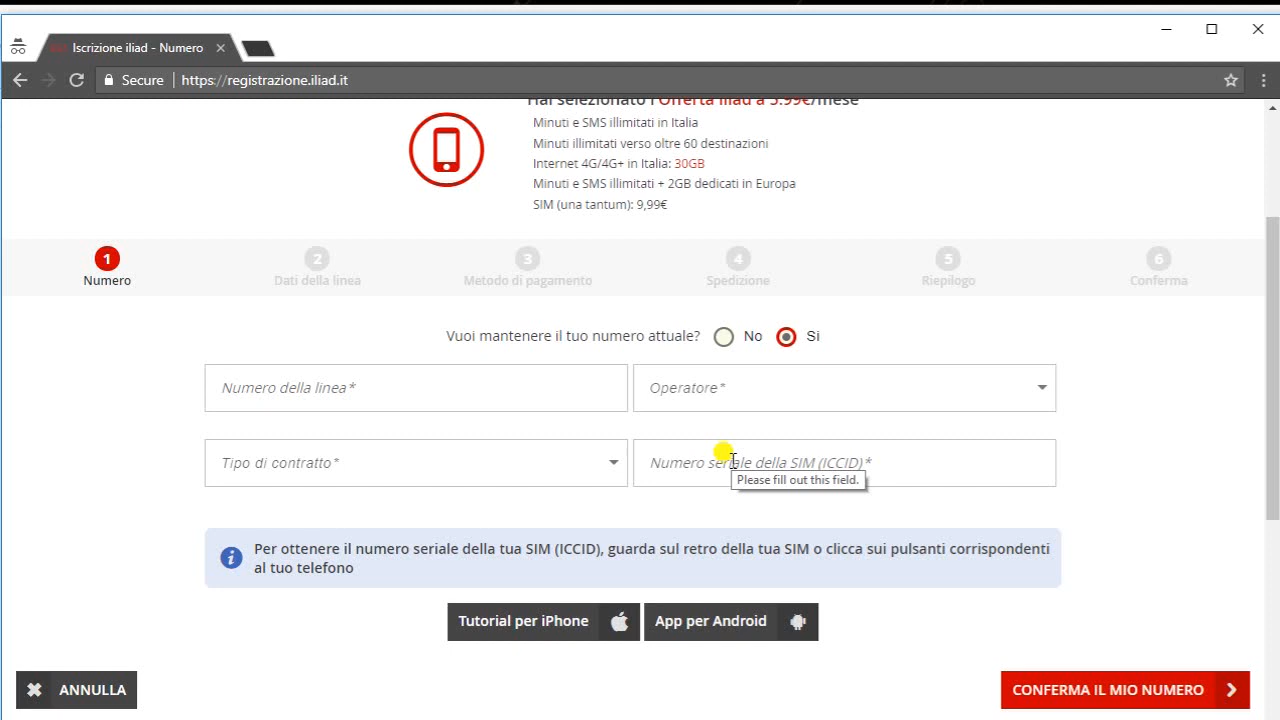 Iscrizione iliad - Numero
Secure
https://registrazione.iliad.it
Hai selezionato l'Offerta iliad a 5.99€/mese
Minuti e SMS illimitati in Italia
Minuti illimitati verso oltre 60 destinazioni
Internet 4G/4G+ in Italia: 30GB
Minuti e SMS illimitati + 2GB dedicati in Europa
SIM (una tantum): 9,99€
1 2 3 4 5 6
Numero Dati della linea Metodo di pagamento Spedizione Riepilogo Conferma
Vuoi mantenere il tuo numero attuale? No Si
Numero della linea* Operatore*
Tipo di contratto* Numero seriale della SIM (ICCID)*
Please fill out this field.
Per ottenere il numero seriale della tua SIM (ICCID), guarda sul retro della tua SIM o clicca sui pulsanti corrispondenti
al tuo telefono
Tutorial per iPhone App per Android
ANNULLA CONFERMA IL MIO NUMERO